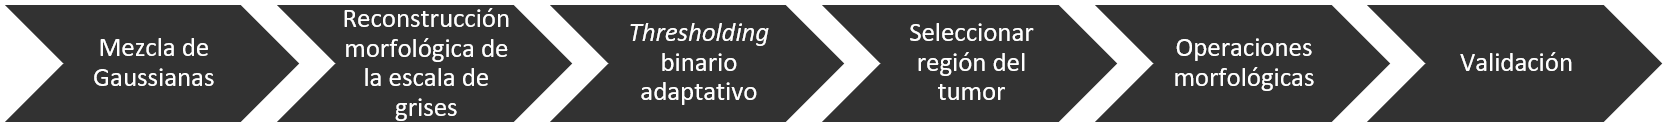 Mezcla de
Gaussianas
Reconstrucción
morfológica de
la escala de
grises
Thresholding
binario
adaptativo
Seleccionar
región del
tumor
Operaciones
morfológicas
Validación